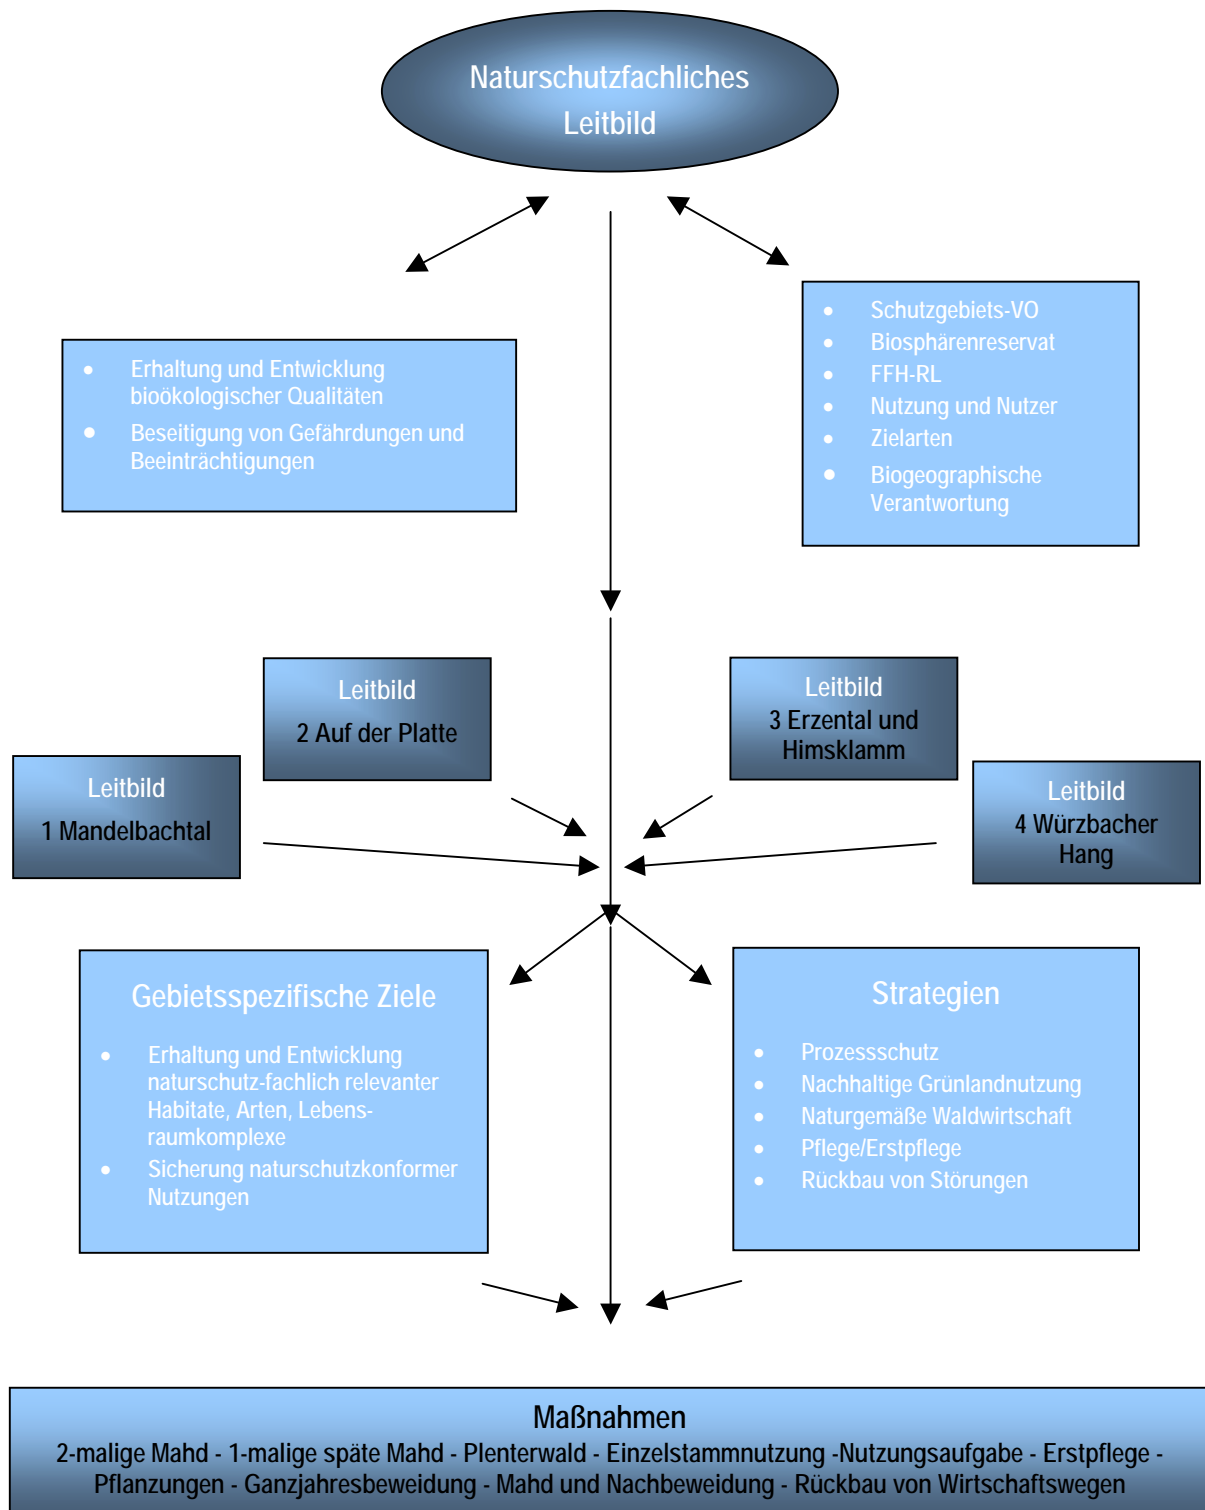 Naturschutzfachliches
Leitbild
• Erhaltung und Entwicklung
bioökologischer Qualitäten
• Beseitigung von Gefährdungen und
Beeinträchtigungen
• Schutzgebiets-VO
• Biosphärenreservat
• FFH-RL
• Nutzung und Nutzer
• Zielarten
• Biogeographische
Verantwortung
Leitbild
1 Mandelbachtal
Leitbild
2 Auf der Platte
Leitbild
3 Erzental und
Himsklamm
Leitbild
4 Würzbacher
Hang
Gebietsspezifische Ziele
• Erhaltung und Entwicklung
naturschutz-fachlich relevanter
Habitate, Arten, Lebens-
raumkomplexe
• Sicherung naturschutzkonformer
Nutzungen
Strategien
• Prozessschutz
• Nachhaltige Grünlandnutzung
• Naturgemäße Waldwirtschaft
• Pflege/Erstpflege
• Rückbau von Störungen
Maßnahmen
2-malige Mahd - 1-malige späte Mahd - Plenterwald - Einzelstammnutzung -Nutzungsaufgabe - Erstpflege -
Pflanzungen - Ganzjahresbeweidung - Mahd und Nachbeweidung - Rückbau von Wirtschaftswegen